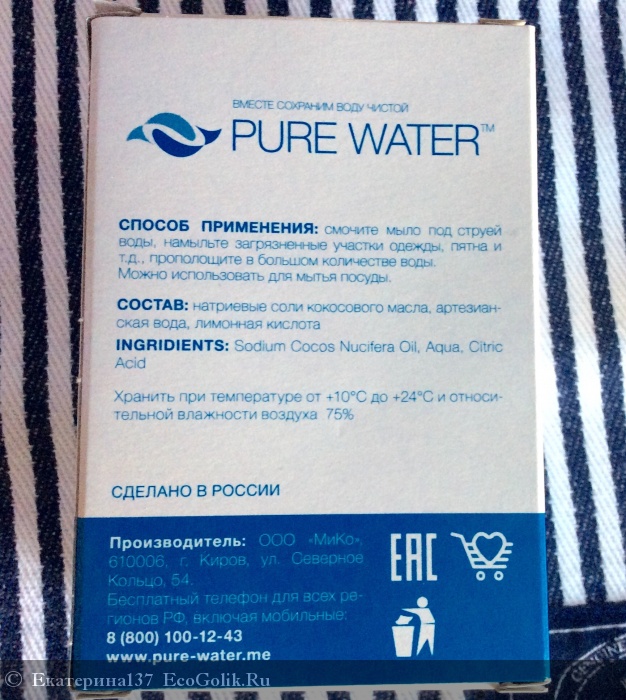 ВМЕСТЕ СОХРАНИМ ВОДУ ЧИСТОЙ
PURE WATER™
СПОСОБ ПРИМЕНЕНИЯ: смочите мыло под струей
воды, намыльте загрязненные участки одежды, пятна и
т.д., прополощите в большом количестве воды.
Можно использовать для мытья посуды.
СОСТАВ: натриевые соли кокосового масла, артезиан-
ская вода, лимонная кислота
INGRIDIENTS: Sodium Cocos Nucifera Oil, Aqua, Citric
Acid
Хранить при температуре от +10°С до +24°С и относи-
тельной влажности воздуха 75%
СДЕЛАНО В РОССИИ
Производитель: ООО «МиКо»,
610006, г. Киров, ул. Северное
Кольцо, 54.
Бесплатный телефон для всех ре-
гионов РФ, включая мобильные:
8 (800) 100-12-43
www.pure-water.me
EAC
GENUINE
© Екатерина137 EcoGolik.Ru